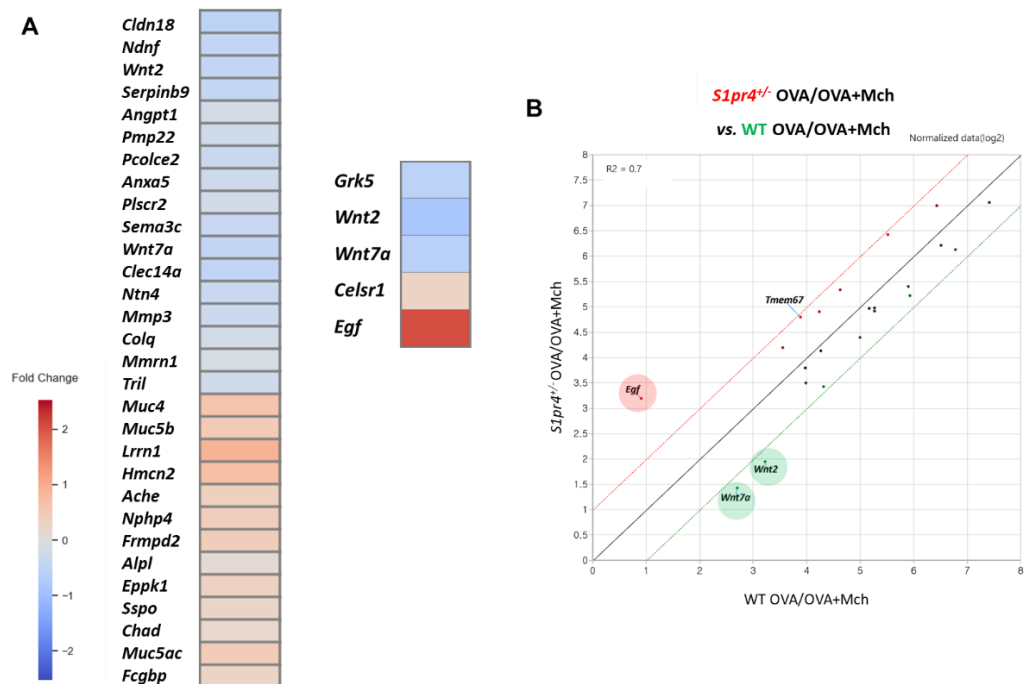 A
Cldn18
Ndnf
Wnt2
Serpinb9
Angpt1
Pmp22
Pcolce2
Anxa5
Plscr2
Sema3c
Wnt7a
Clec14a
Ntn4
Mmp3
Colq
Mmrn1
Tril
Muc4
Muc5b
Lrrn1
Hmcn2
Ache
Nphp4
Frmpd2
Alpl
Eppk1
Sspo
Chad
Muc5ac
Fcgbp
Fold Change
2
1
0
−1
−2
Grk5
Wnt2
Wnt7a
Celsr1
Egf
B
S1pr4+/- OVA/OVA+Mch
vs. WT OVA/OVA+Mch
Normalized data(log2)
R2 = 0.7
8
7.5
7
6.5
6
5.5
5
4.5
4
3.5
3
2.5
2
1.5
1
0.5
0
S1pr4+/- OVA/OVA+Mch
Tmem67
Egf
Wnt2
Wnt7a
0 1 2 3 4 5 6 7 8
WT OVA/OVA+Mch